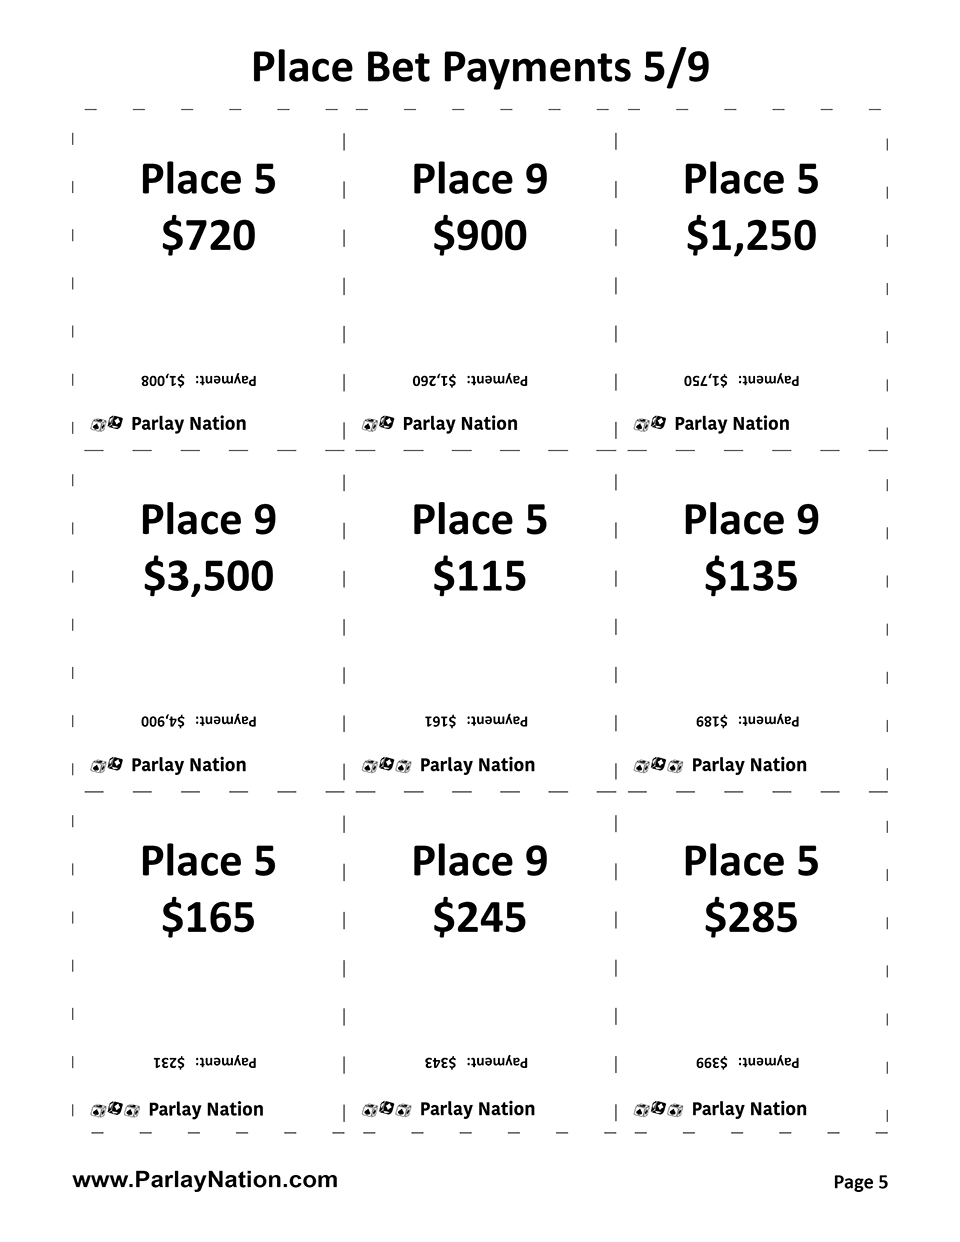 Place Bet Payments 5/9
Place 5
$720
Payment: $1,008
Parlay Nation
Place 9
$900
Payment: $1,260
Parlay Nation
Place 5
$1,250
Payment: $1,750
Parlay Nation
Place 9
$3,500
Payment: $4,900
Parlay Nation
Place 5
$115
Payment: $161
Parlay Nation
Place 9
$135
Payment: $189
Parlay Nation
Place 5
$165
Payment: $231
Parlay Nation
Place 9
$245
Payment: $343
Parlay Nation
Place 5
$285
Payment: $399
Parlay Nation
www.ParlayNation.com
Page 5